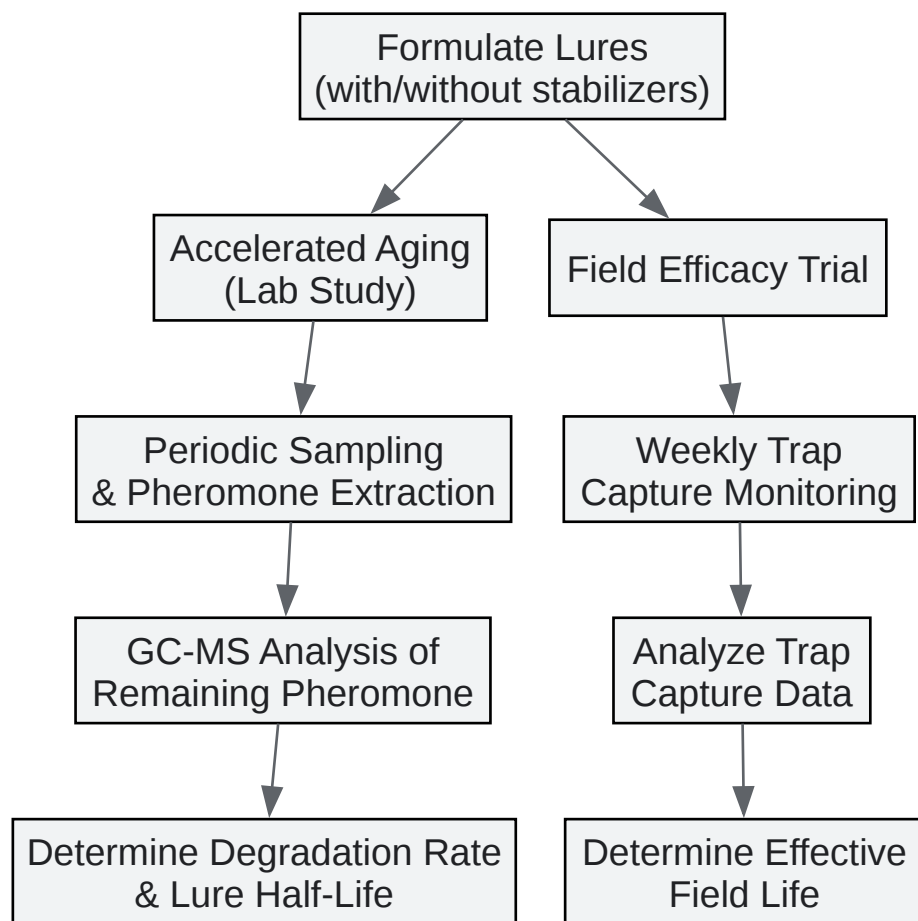 Formulate Lures
(with/without stabilizers)
Accelerated Aging
(Lab Study)
Field Efficacy Trial
Periodic Sampling
& Pheromone Extraction
Weekly Trap
Capture Monitoring
GC-MS Analysis of
Remaining Pheromone
Analyze Trap
Capture Data
Determine Degradation Rate
& Lure Half-Life
Determine Effective
Field Life